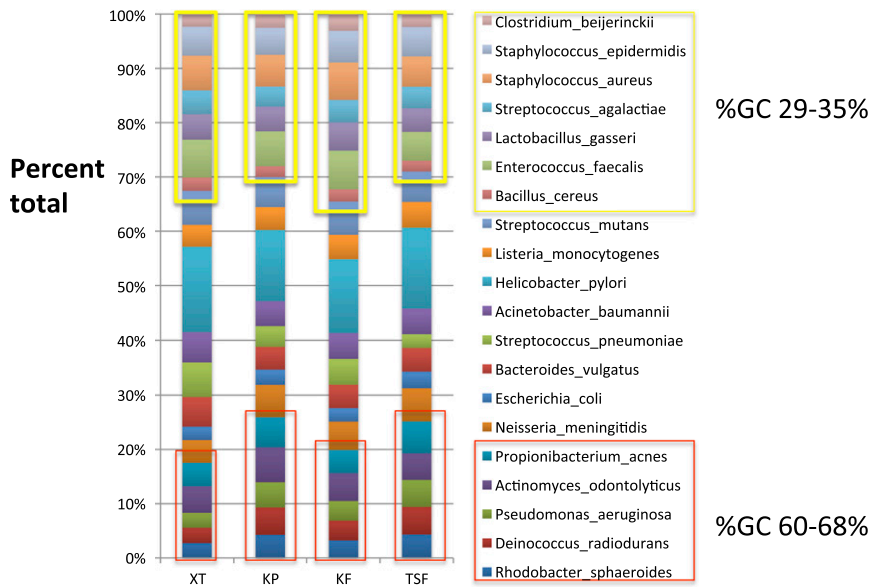 100%
90%
80%
70%
60%
50%
40%
30%
20%
10%
0%
Percent
total
XT KP KF TSF
Clostridium_beijerinckii
Staphylococcus_epidermidis
Staphylococcus_aureus
Streptococcus_agalactiae
Lactobacillus_gasseri
Enterococcus_faecalis
Bacillus_cereus
Streptococcus_mutans
Listeria_monocytogenes
Helicobacter_pylori
Acinetobacter_baumannii
Streptococcus_pneumoniae
Bacteroides_vulgatus
Escherichia_coli
Neisseria_meningitidis
Propionibacterium_acnes
Actinomyces_odontolyticus
Pseudomonas_aeruginosa
Deinococcus_radiodurans
Rhodobacter_sphaeroides
%GC 29-35%
%GC 60-68%